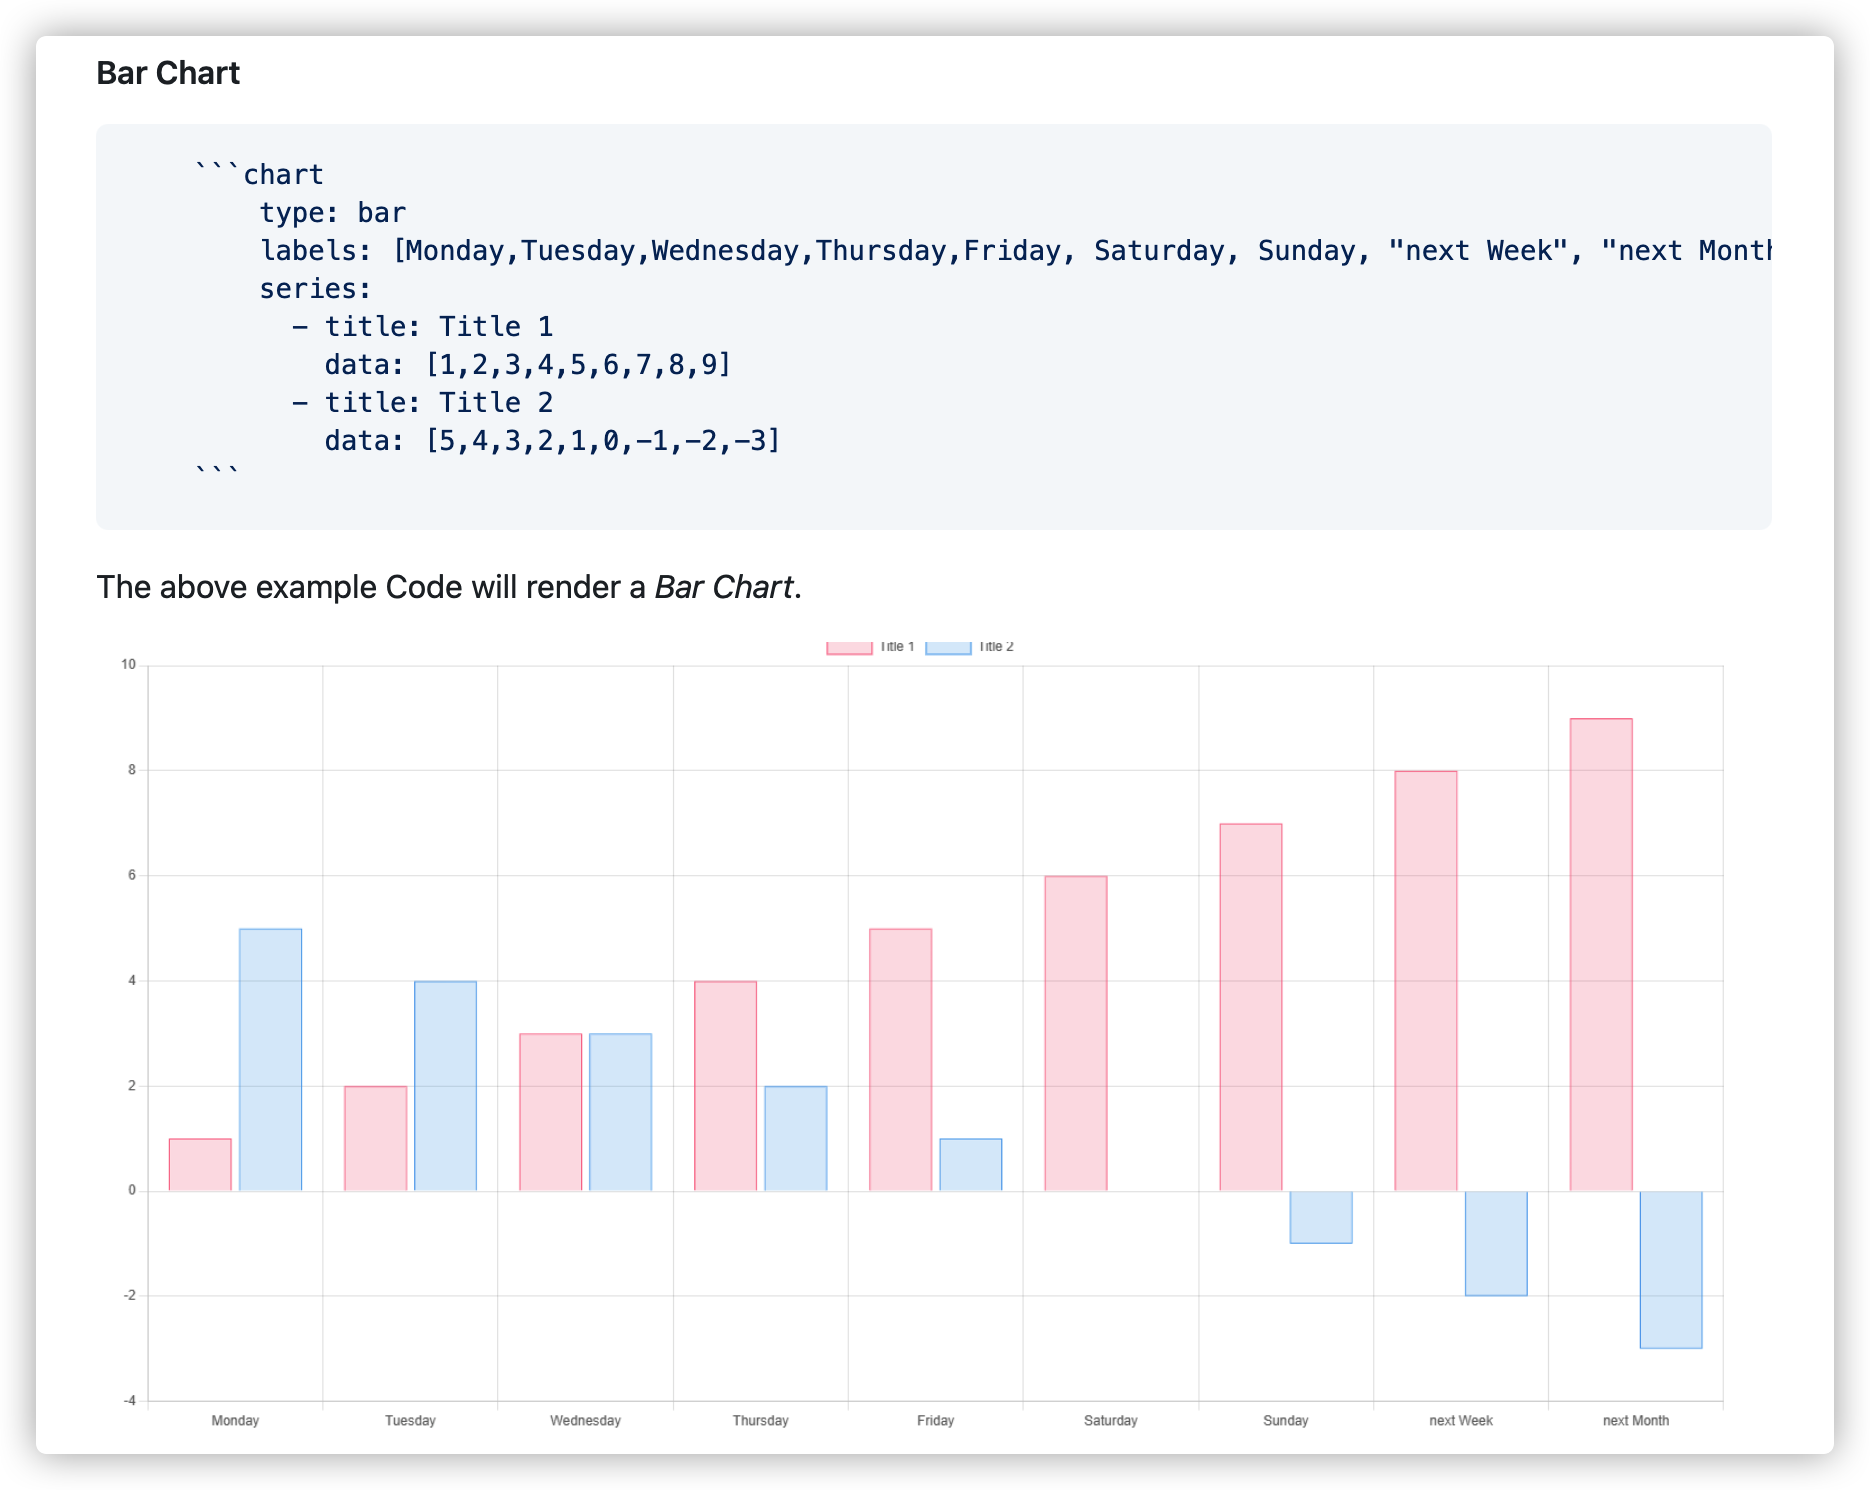 Bar Chart
```chart
type: bar
labels: [Monday,Tuesday,Wednesday,Thursday,Friday, Saturday, Sunday, "next Week", "next Month
series:
- title: Title 1
data: [1,2,3,4,5,6,7,8,9]
- title: Title 2
data: [5,4,3,2,1,0,-1,-2,-3]
```
The above example Code will render a Bar Chart.
Title 1 Title 2
10
8
6
4
2
0
-2
-4
Monday Tuesday Wednesday Thursday Friday Saturday Sunday next Week next Month